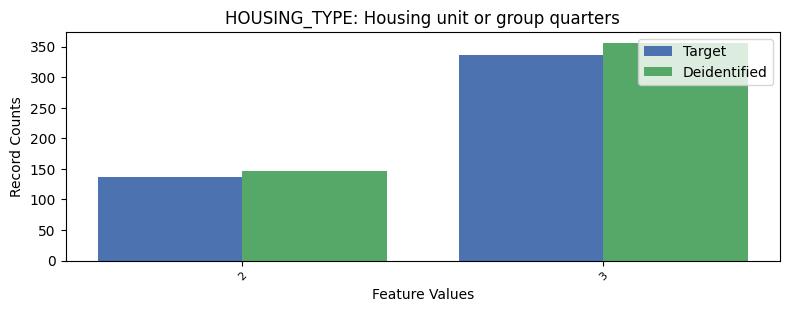 HOUSING_TYPE: Housing unit or group quarters
Target
Deidentified
Record Counts
350
300
250
200
150
100
50
0
2
3
Feature Values